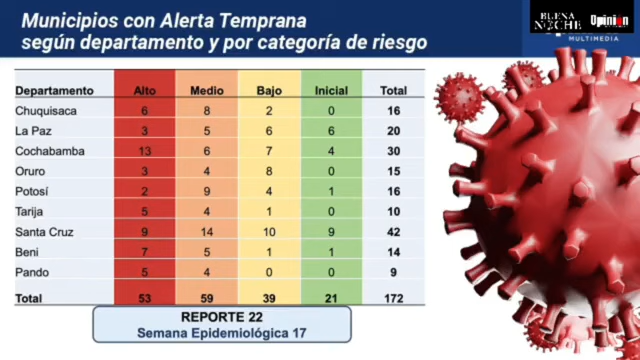 Municipios con Alerta Temprana
según departamento y por categoría de riesgo
BUENA NOCHE
Opinión
MULTIMEDIA
Departamento Alto Medio Bajo Inicial Total
Chuquisaca 6 8 2 0 16
La Paz 3 5 6 6 20
Cochabamba 13 6 7 4 30
Oruro 3 4 8 0 15
Potosí 2 9 4 1 16
Tarija 5 4 1 0 10
Santa Cruz 9 14 10 9 42
Beni 7 5 1 1 14
Pando 5 4 0 0 9
Total 53 59 39 21 172
REPORTE 22
Semana Epidemiológica 17